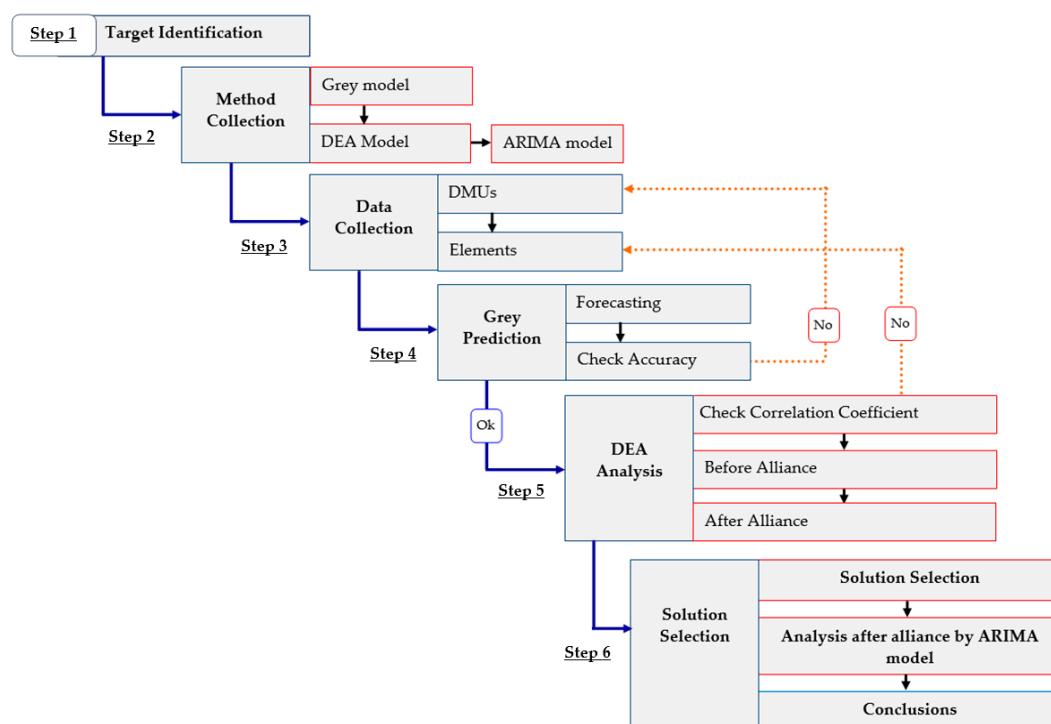 Step 1
Target Identification
Step 2
Method
Collection
Grey model
DEA Model
ARIMA model
Step 3
Data
Collection
DMUs
Elements
Step 4
Grey
Prediction
Forecasting
Check Accuracy
No
No
Ok
Step 5
DEA
Analysis
Check Correlation Coefficient
Before Alliance
After Alliance
Step 6
Solution
Selection
Solution Selection
Analysis after alliance by ARIMA
model
Conclusions